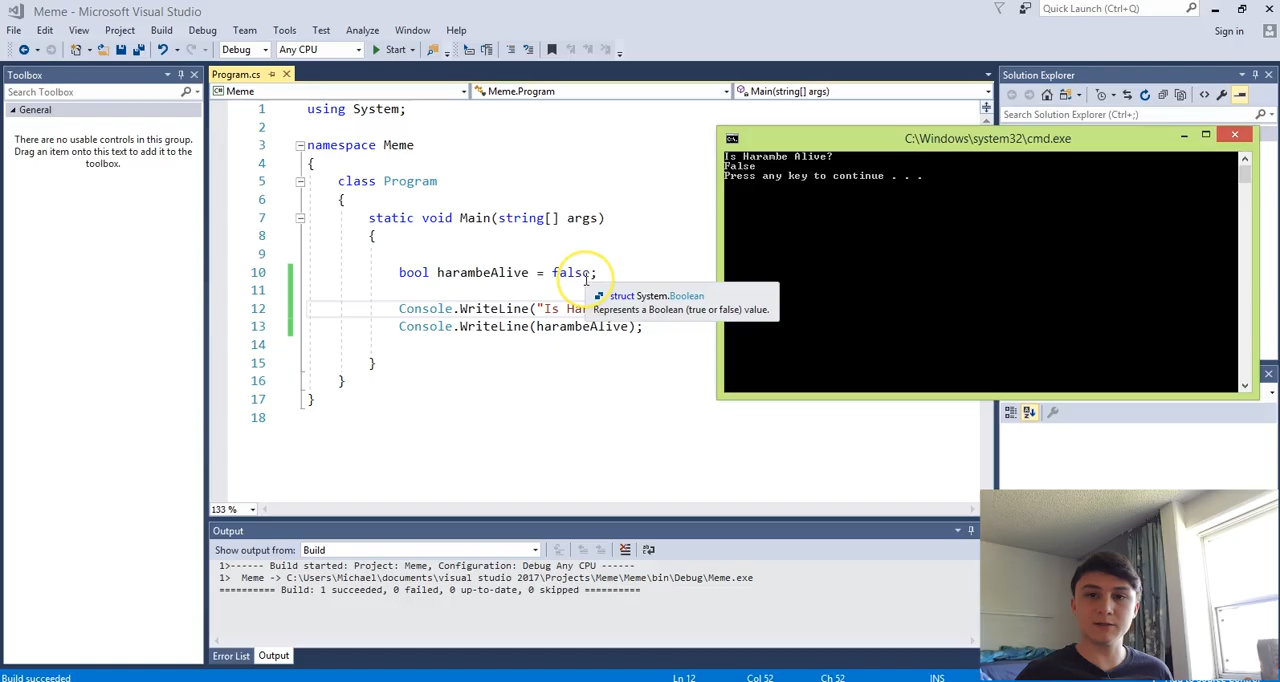 Meme - Microsoft Visual Studio
Quick Launch (Ctrl+Q)
File Edit View Project Build Debug Team Tools Test Analyze Window Help
Sign in
Debug Any CPU Start
Toolbox
Search Toolbox
General
There are no usable controls in this group.
Drag an item onto this text to add it to the
toolbox.
Program.cs
Meme
Meme.Program
Main(string[] args)
1 using System;
2
3 namespace Meme
4 {
5 class Program
6 {
7 static void Main(string[] args)
8 {
9
10 bool harambeAlive = false;
11
12 Console.WriteLine("Is Har
13 Console.WriteLine(harambeAlive);
14
15 }
16 }
17 }
18
struct System.Boolean
Represents a Boolean (true or false) value.
133 %
Solution Explorer
Search Solution Explorer (Ctrl+;)
C:\Windows\system32\cmd.exe
Is Harambe Alive?
False
Press any key to continue . . .
Output
Show output from: Build
1>------ Build started: Project: Meme, Configuration: Debug Any CPU ------
1> Meme -> C:\Users\Michael\documents\visual studio 2017\Projects\Meme\Meme\bin\Debug\Meme.exe
========== Build: 1 succeeded, 0 failed, 0 up-to-date, 0 skipped ==========
Error List Output
Build succeeded
Ln 12 Col 52 Ch 52 INS